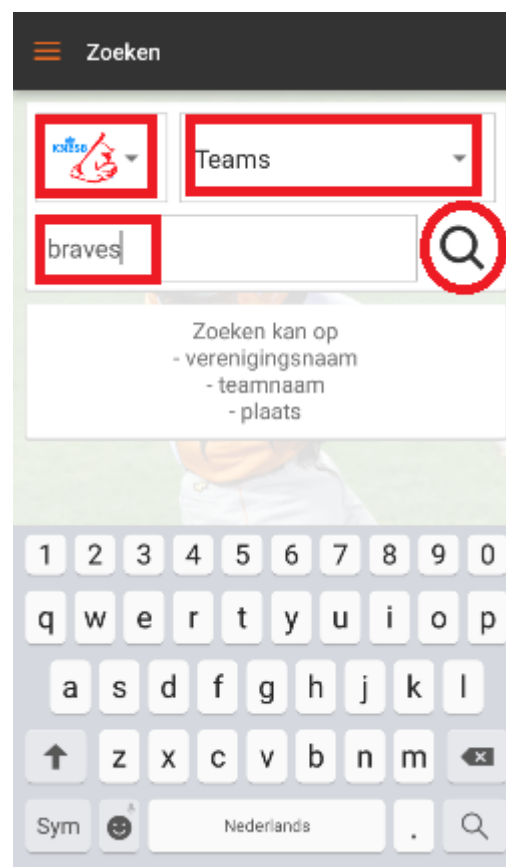 Zoeken
KNBSB
Teams
braves
Zoeken kan op
- verenigingsnaam
- teamnaam
- plaats
1 2 3 4 5 6 7 8 9 0
q w e r t y u i o p
a s d f g h j k l
z x c v b n m
Sym Nederlands .